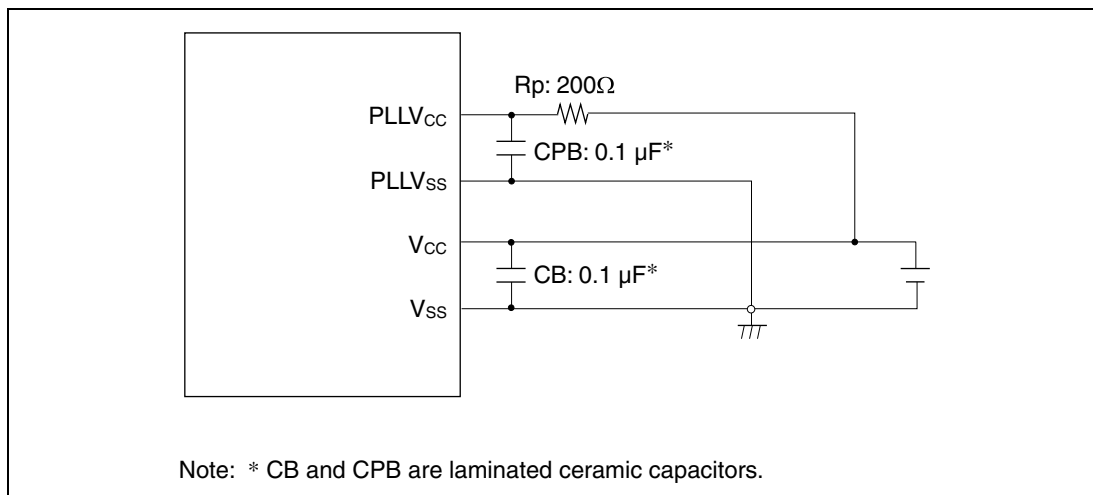 Rp: 200Ω
PLLVCC
CPB: 0.1 µF*
PLLVSS
VCC
CB: 0.1 µF*
VSS
Note: * CB and CPB are laminated ceramic capacitors.